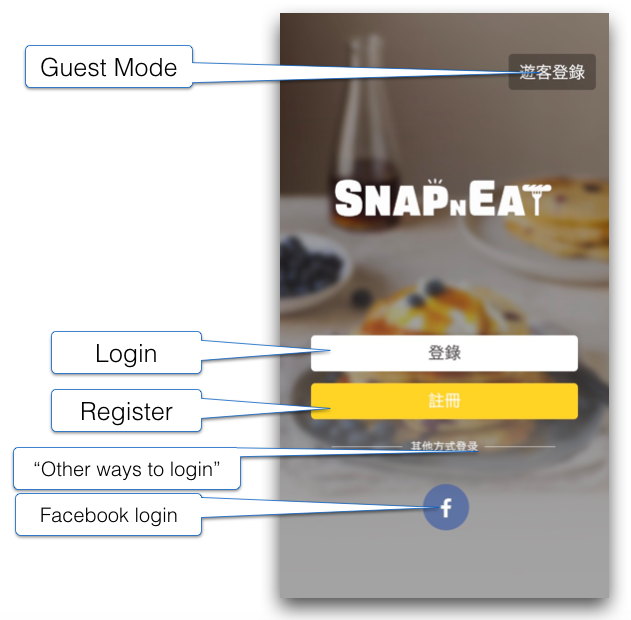 Guest Mode
遊客登錄
SNAPNEAT
Login
登錄
Register
註冊
“Other ways to login”
其他方式登录
Facebook login
f